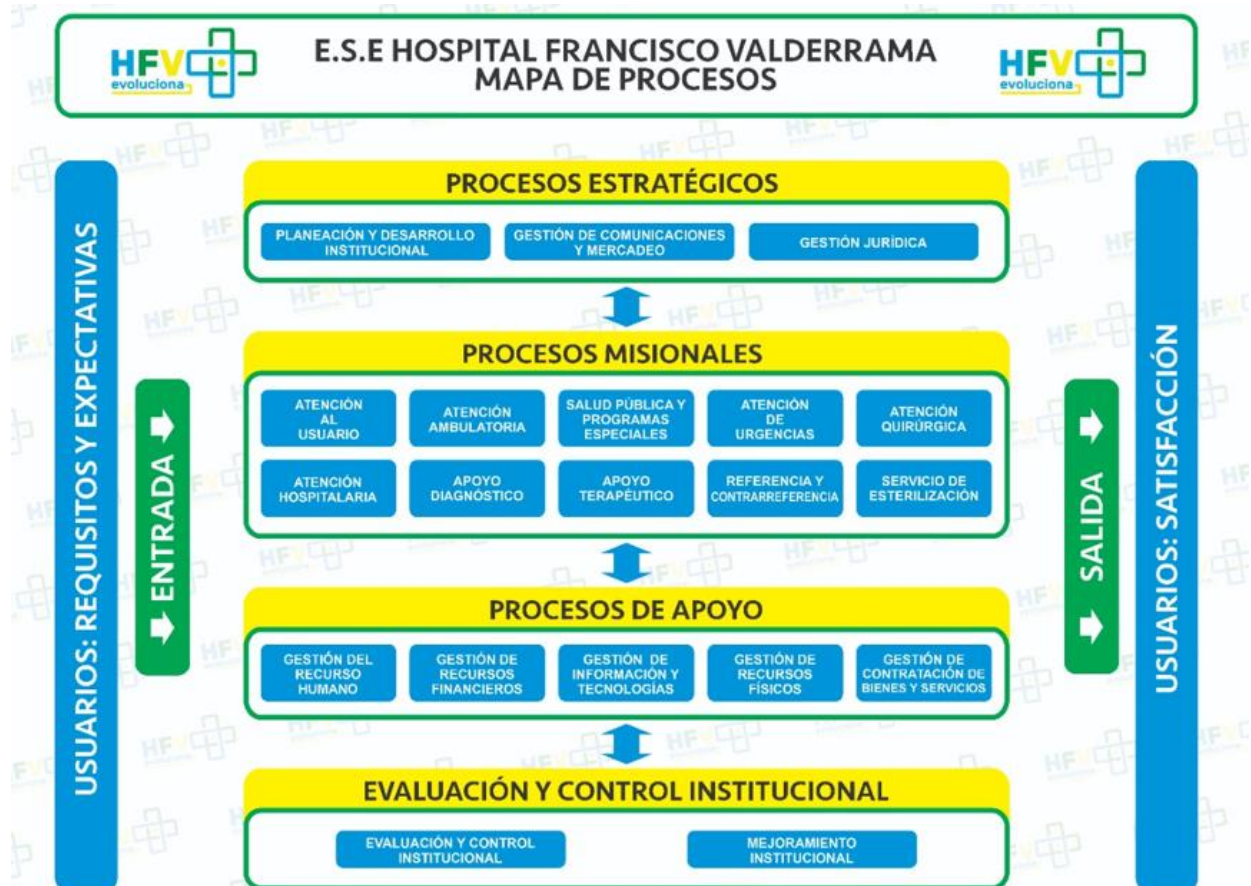 HFV
evoluciona
E.S.E HOSPITAL FRANCISCO VALDERRAMA
MAPA DE PROCESOS
HFV
evoluciona
USUARIOS: REQUISITOS Y EXPECTATIVAS
ENTRADA
PROCESOS ESTRATÉGICOS
PLANEACIÓN Y DESARROLLO
INSTITUCIONAL
GESTIÓN DE COMUNICACIONES
Y MERCADEO
GESTIÓN JURÍDICA
PROCESOS MISIONALES
ATENCIÓN
AL
USUARIO
ATENCIÓN
AMBULATORIA
SALUD PÚBLICA Y
PROGRAMAS
ESPECIALES
ATENCIÓN
DE
URGENCIAS
ATENCIÓN
QUIRÚRGICA
ATENCIÓN
HOSPITALARIA
APOYO
DIAGNÓSTICO
APOYO
TERAPÉUTICO
REFERENCIA Y
CONTRARREFERENCIA
SERVICIO DE
ESTERILIZACIÓN
PROCESOS DE APOYO
GESTIÓN DEL
RECURSO
HUMANO
GESTIÓN DE
RECURSOS
FINANCIEROS
GESTIÓN DE
INFORMACIÓN Y
TECNOLOGÍAS
GESTIÓN DE
RECURSOS
FÍSICOS
GESTIÓN DE
CONTRATACIÓN DE
BIENES Y SERVICIOS
EVALUACIÓN Y CONTROL INSTITUCIONAL
EVALUACIÓN Y CONTROL
INSTITUCIONAL
MEJORAMIENTO
INSTITUCIONAL
SALIDA
USUARIOS: SATISFACCIÓN